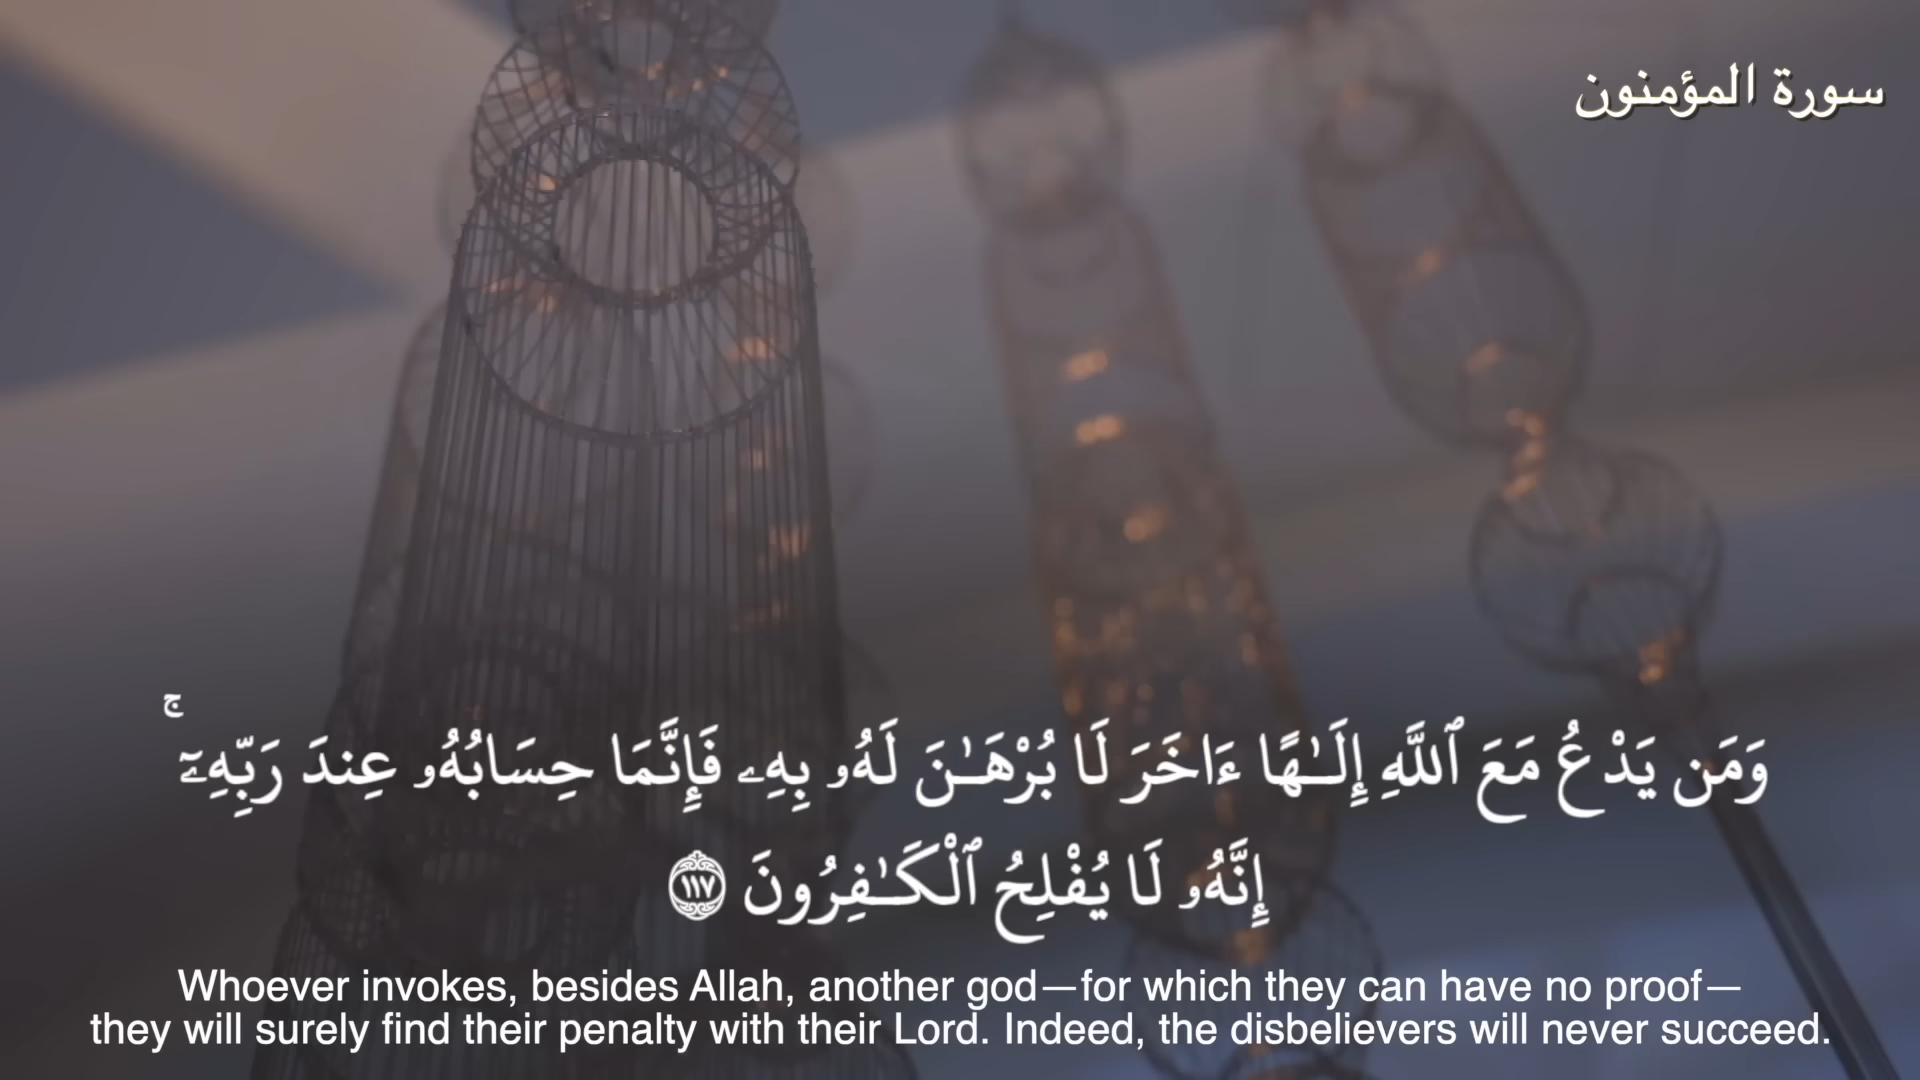 سورة المؤمنون
وَمَن يَدْعُ مَعَ ٱللَّهِ إِلَـٰهًا ءَاخَرَ لَا بُرْهَـٰنَ لَهُۥ بِهِۦ فَإِنَّمَا حِسَابُهُۥ عِندَ رَبِّهِۦٓ ۚ
إِنَّهُۥ لَا يُفْلِحُ ٱلْكَـٰفِرُونَ ١١٧
Whoever invokes, besides Allah, another god—for which they can have no proof—
they will surely find their penalty with their Lord. Indeed, the disbelievers will never succeed.